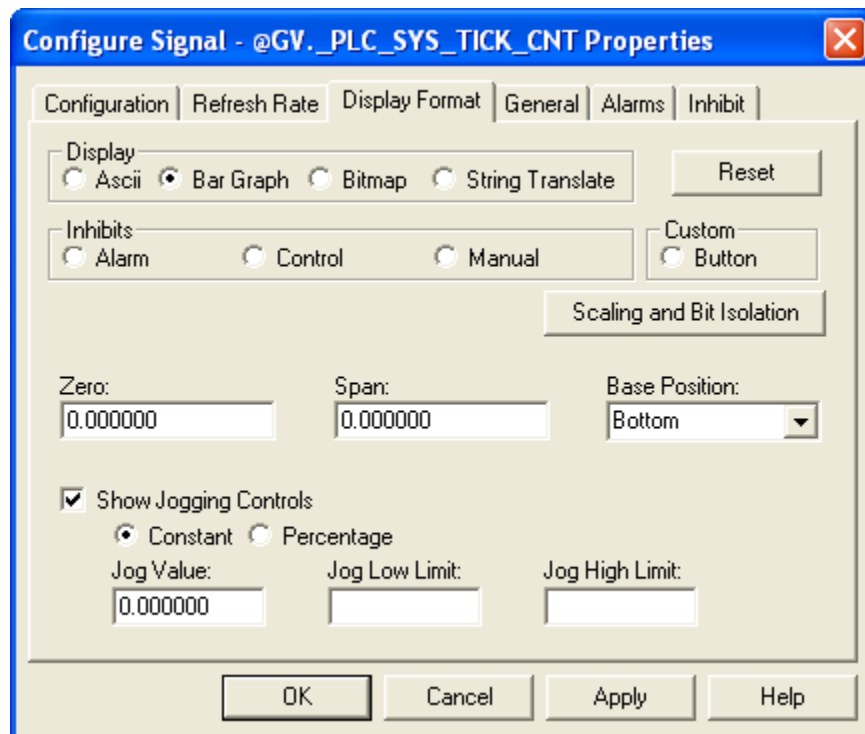 Configure Signal - @GV._PLC_SYS_TICK_CNT Properties
Configuration Refresh Rate Display Format General Alarms Inhibit
Display
Ascii Bar Graph Bitmap String Translate Reset
Inhibits Custom
Alarm Control Manual Button
Scaling and Bit Isolation
Zero: Span: Base Position:
0.000000 0.000000 Bottom
Show Jogging Controls
Constant Percentage
Jog Value: Jog Low Limit: Jog High Limit:
0.000000
OK Cancel Apply Help